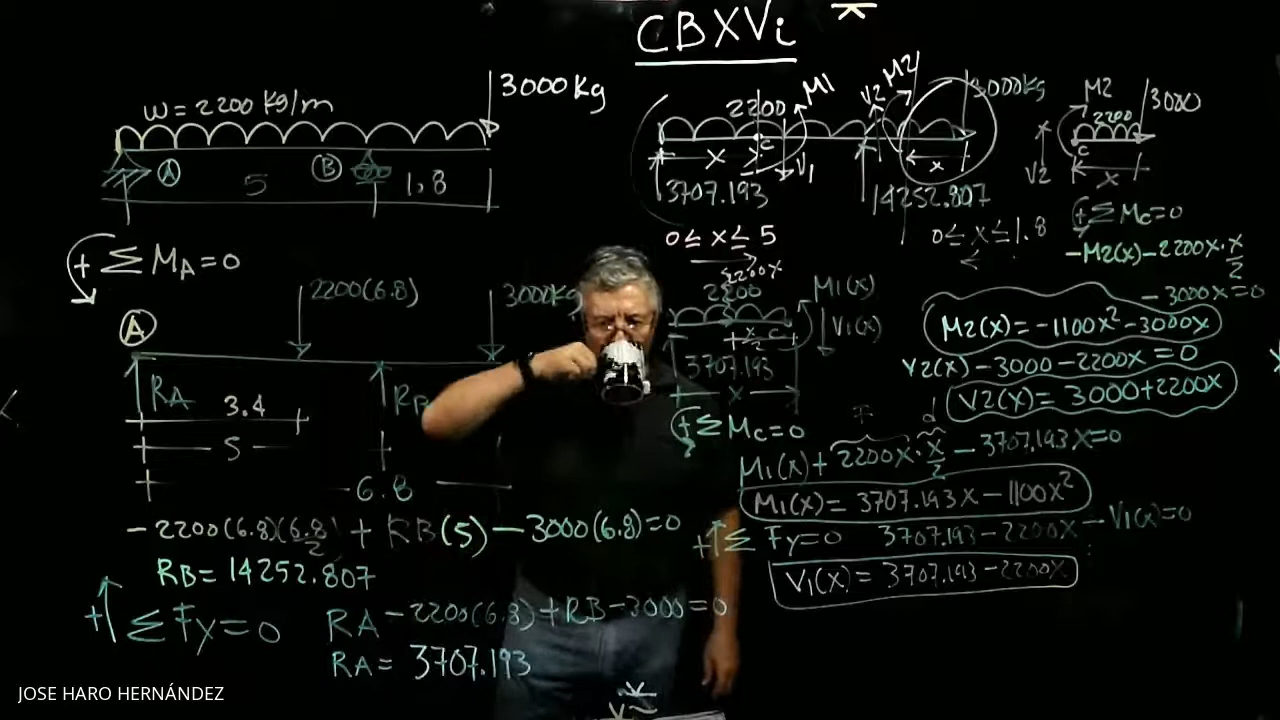 CBXVi
w=2200 kg/m
3000 Kg
A
5
B
1,8
+ ΣMA=0
2200(6.8)
3000Kg
A
RA
3.4
5
6.8
-2200(6.8)(6.8/2) + RB(5) - 3000(6.8)=0
RB= 14252.807
+ ΣFy=0
RA -2200(6.8)+RB-3000=0
RA= 3707.193
2200
M1
V2
M2
3000kg
x
c
V1
x
3707.193
14252.807
0≤x≤5
0≤x≤1.8
M2
3000
2200
c
V2
x
+ ΣMc=0
-M2(x)-2200x·x/2
-3000x=0
M2(x)=-1100x²-3000x
V2(x)-3000-2200x=0
V2(x)= 3000+2200x
2200x
2200
M1(x)
V1(x)
x/2
c
3707.193
x
+ ΣMc=0
F
d
M1(x)+2200x·x/2-3707.193x=0
M1(x)= 3707.193x-1100x²
+ ΣFy=0 3707.193-2200x-V1(x)=0
V1(x)= 3707.193-2200x
JOSE HARO HERNÁNDEZ